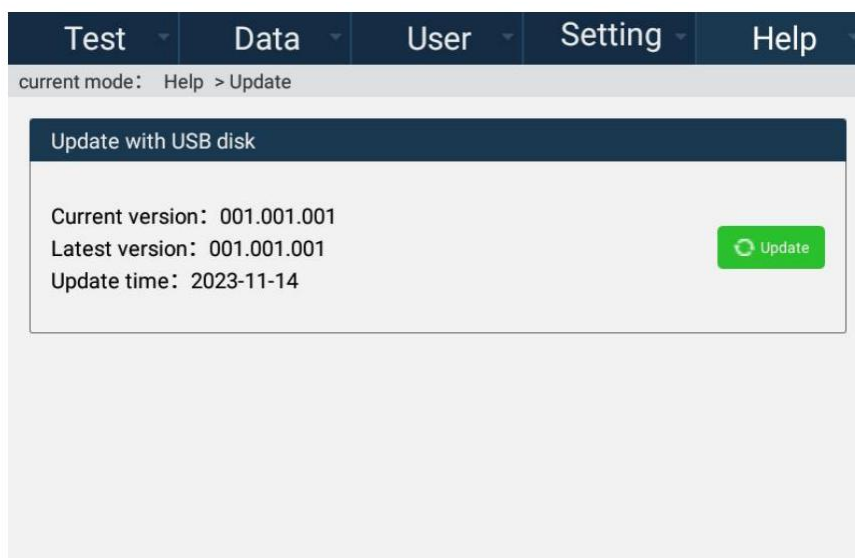 Test Data User Setting Help
current mode： Help > Update
Update with USB disk
Current version：001.001.001
Latest version：001.001.001
Update time：2023-11-14
Update